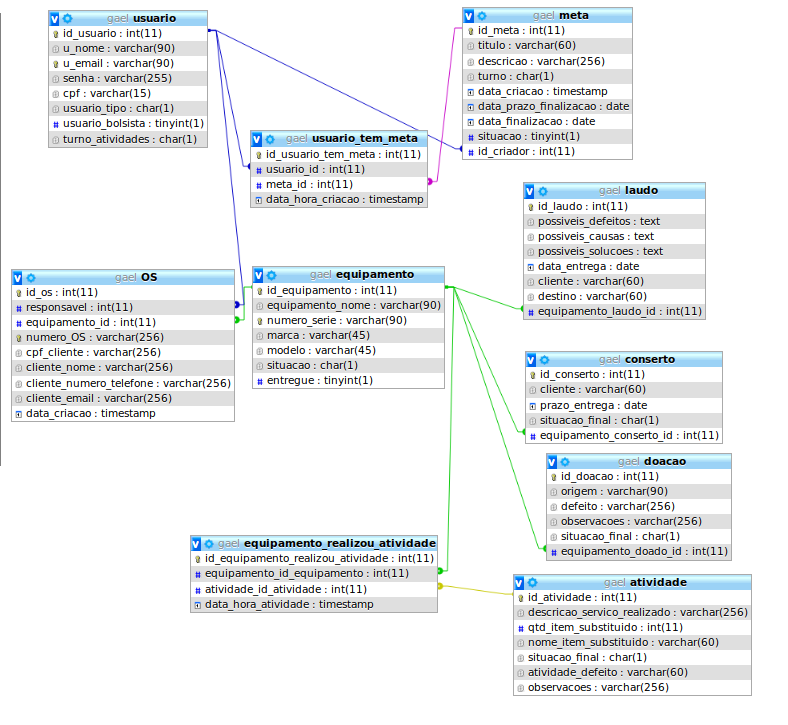 gael usuario
id_usuario : int(11)
u_nome : varchar(90)
u_email : varchar(90)
senha : varchar(255)
cpf : varchar(15)
usuario_tipo : char(1)
usuario_bolsista : tinyint(1)
turno_atividades : char(1)
gael meta
id_meta : int(11)
titulo : varchar(60)
descricao : varchar(256)
turno : char(1)
data_criacao : timestamp
data_prazo_finalizacao : date
data_finalizacao : date
situacao : tinyint(1)
id_criador : int(11)
gael usuario_tem_meta
id_usuario_tem_meta : int(11)
usuario_id : int(11)
meta_id : int(11)
data_hora_criacao : timestamp
gael laudo
id_laudo : int(11)
possiveis_defeitos : text
possiveis_causas : text
possiveis_solucoes : text
data_entrega : date
cliente : varchar(60)
destino : varchar(60)
equipamento_laudo_id : int(11)
gael OS
id_os : int(11)
responsavel : int(11)
equipamento_id : int(11)
numero_OS : varchar(256)
cpf_cliente : varchar(256)
cliente_nome : varchar(256)
cliente_numero_telefone : varchar(256)
cliente_email : varchar(256)
data_criacao : timestamp
gael equipamento
id_equipamento : int(11)
equipamento_nome : varchar(90)
numero_serie : varchar(90)
marca : varchar(45)
modelo : varchar(45)
situacao : char(1)
entregue : tinyint(1)
gael conserto
id_conserto : int(11)
cliente : varchar(60)
prazo_entrega : date
situacao_final : char(1)
equipamento_conserto_id : int(11)
gael doacao
id_doacao : int(11)
origem : varchar(90)
defeito : varchar(256)
observacoes : varchar(256)
situacao_final : char(1)
equipamento_doado_id : int(11)
gael equipamento_realizou_atividade
id_equipamento_realizou_atividade : int(11)
equipamento_id_equipamento : int(11)
atividade_id_atividade : int(11)
data_hora_atividade : timestamp
gael atividade
id_atividade : int(11)
descricao_servico_realizado : varchar(256)
qtd_item_substituido : int(11)
nome_item_substituido : varchar(60)
situacao_final : char(1)
atividade_defeito : varchar(60)
observacoes : varchar(256)